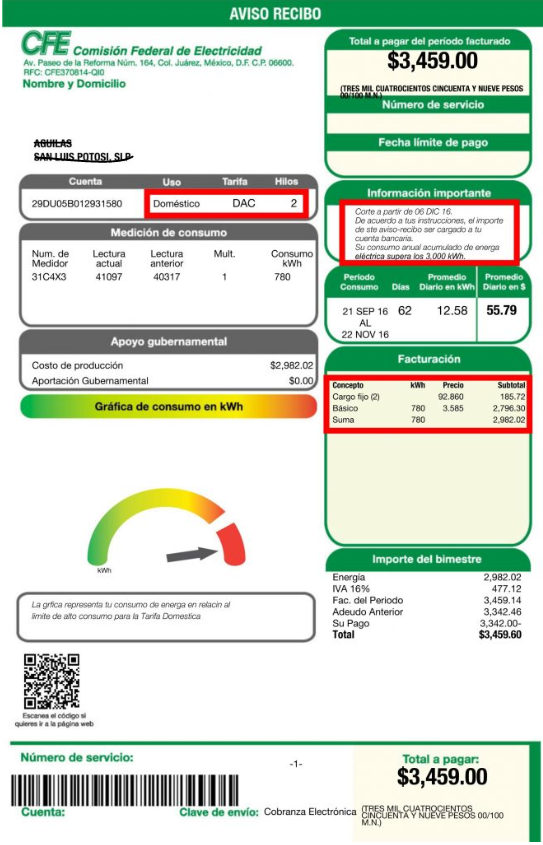 AVISO RECIBO
CFE Comisión Federal de Electricidad
Av. Paseo de la Reforma Núm. 164, Col. Juárez, México, D.F. C.P. 06600.
RFC: CFE370814-QI0
Nombre y Domicilio
AGUILAS
SAN LUIS POTOSI, SLP
Total a pagar del período facturado
$3,459.00
(TRES MIL CUATROCIENTOS CINCUENTA Y NUEVE PESOS
00/100 M.N.)
Número de servicio
Fecha límite de pago
Cuenta Uso Tarifa Hilos
29DU05B012931580 Doméstico DAC 2
Información importante
Corte a partir de 06 DIC 16.
De acuerdo a tus instrucciones, el importe
de ste aviso-recibo ser cargado a tu
cuenta bancaria.
Su consumo anual acumulado de energa
eléctrica supera los 3,000 kWh.
Medición de consumo
Num. de Medidor Lectura actual Lectura anterior Mult. Consumo kWh
31C4X3 41097 40317 1 780
Período Consumo Días Promedio Diario en kWh Promedio Diario en $
21 SEP 16 AL 22 NOV 16 62 12.58 55.79
Apoyo gubernamental
Costo de producción $2,982.02
Aportación Gubernamental $0.00
Facturación
Concepto kWh Precio Subtotal
Cargo fijo (2) 92.860 185.72
Básico 780 3.585 2,796.30
Suma 780 2,982.02
Gráfica de consumo en kWh
kWh
La grfica representa tu consumo de energa en relacin al
lmite de alto consumo para la Tarifa Domestica
Importe del bimestre
Energía 2,982.02
IVA 16% 477.12
Fac. del Periodo 3,459.14
Adeudo Anterior 3,342.46
Su Pago 3,342.00-
Total $3,459.60
Escanea el código si
quieres ir a la página web
Número de servicio:
-1-
Total a pagar:
$3,459.00
(TRES MIL CUATROCIENTOS
CINCUENTA Y NUEVE PESOS 00/100
M.N.)
Cuenta:
Clave de envío: Cobranza Electrónica